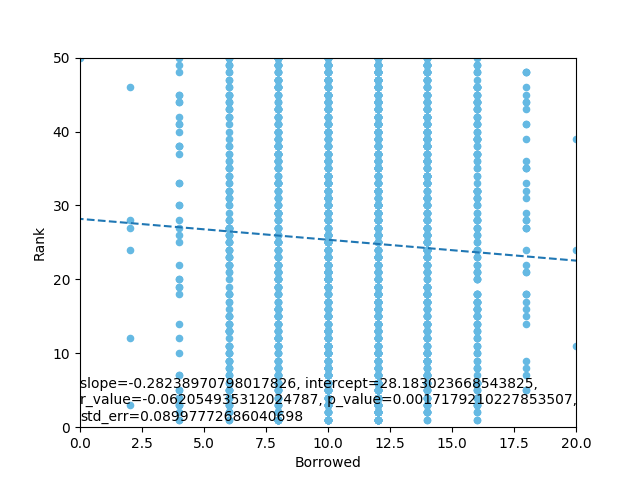 50
40
30
20
10
0
Rank
slope=-0.28238970798017826, intercept=28.183023668543825,
r_value=-0.062054935312024787, p_value=0.0017179210227853507,
std_err=0.08997772686040698
0.0 2.5 5.0 7.5 10.0 12.5 15.0 17.5 20.0
Borrowed